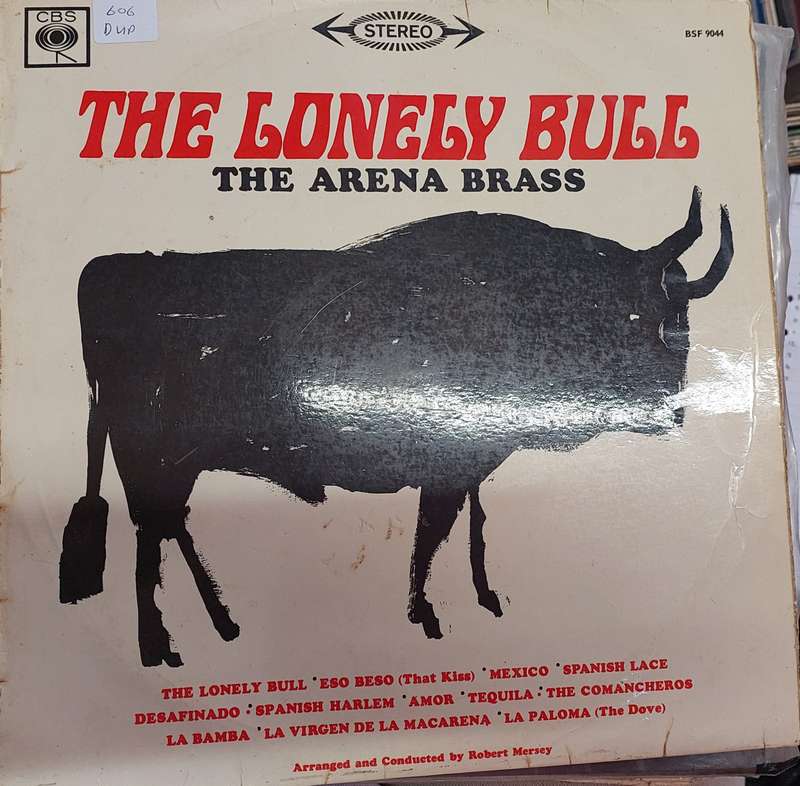 CBS
606
DUP
STEREO
BSF 9044
THE LONELY BULL
THE ARENA BRASS
THE LONELY BULL • ESO BESO (That Kiss) • MEXICO • SPANISH LACE
DESAFINADO • SPANISH HARLEM • AMOR • TEQUILA • THE COMANCHEROS
LA BAMBA • LA VIRGEN DE LA MACARENA • LA PALOMA (The Dove)
Arranged and Conducted by Robert Mersey